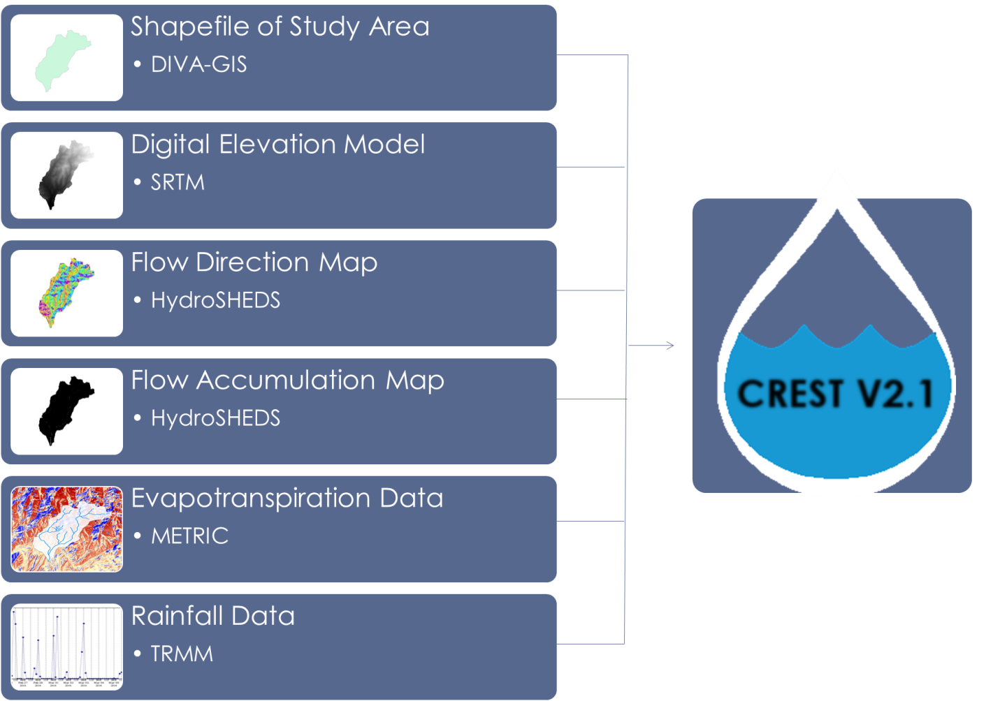 Shapefile of Study Area
• DIVA-GIS
Digital Elevation Model
• SRTM
Flow Direction Map
• HydroSHEDS
Flow Accumulation Map
• HydroSHEDS
Evapotranspiration Data
• METRIC
Rainfall Data
• TRMM
CREST V2.1